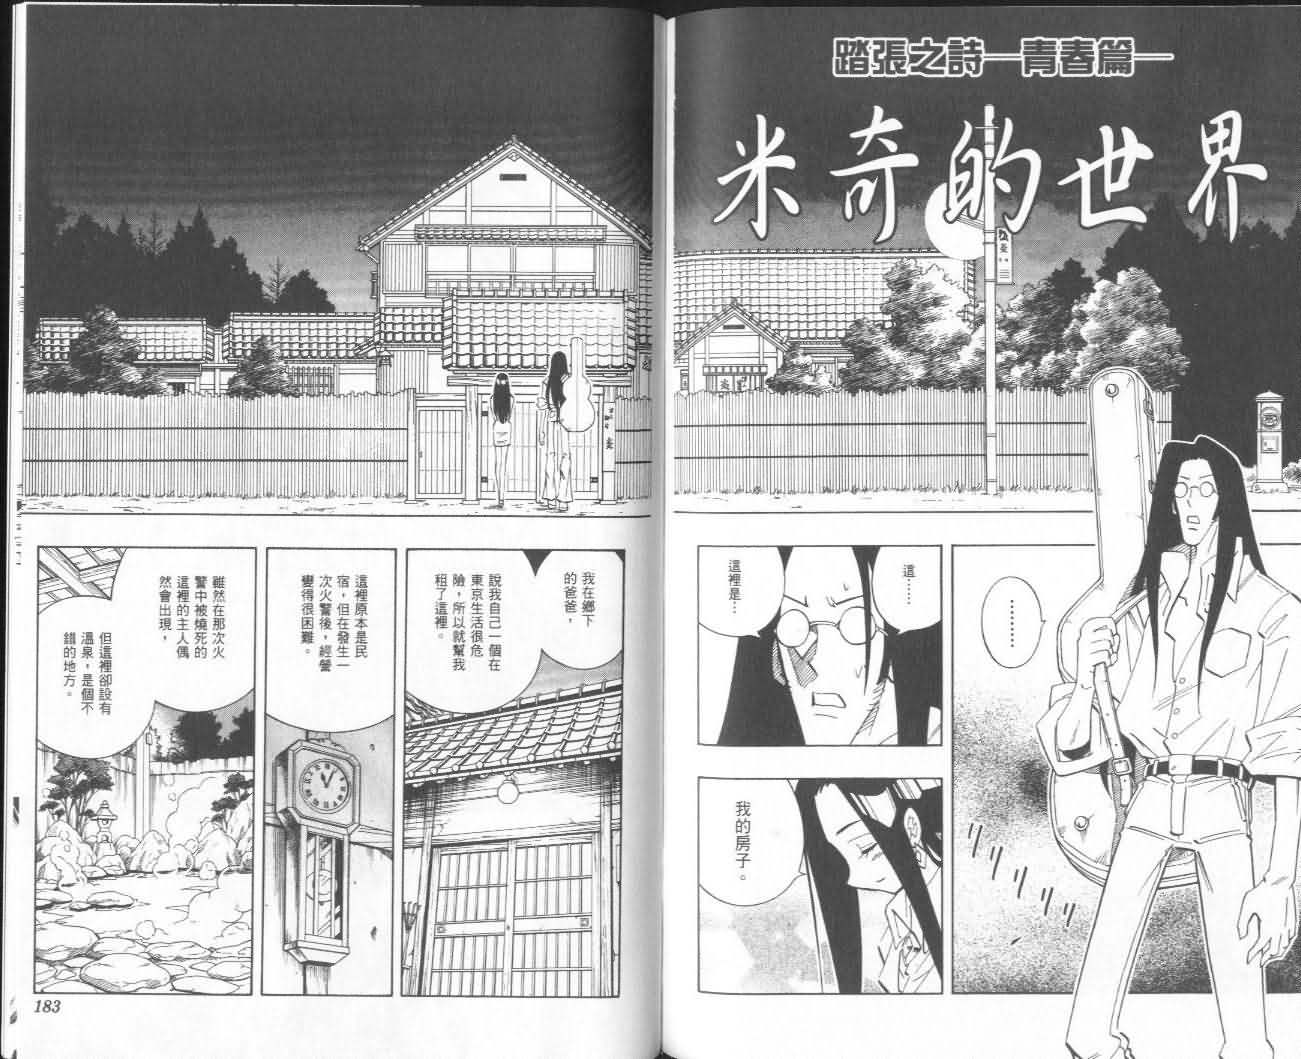 踏張之詩─青春篇─
米奇的世界
…………
這……
這裡是…
我的房子。
我在鄉下
的爸爸，
說我自己一個在
東京生活很危
險，所以就幫我
租了這裡。
這裡原本是民
宿，但在發生一
次火警後，經營
變得很困難。
雖然在那次火
警中被燒死的
這裡的主人偶
然會出現，
但這裡卻設有
溫泉，是個不
錯的地方。
183